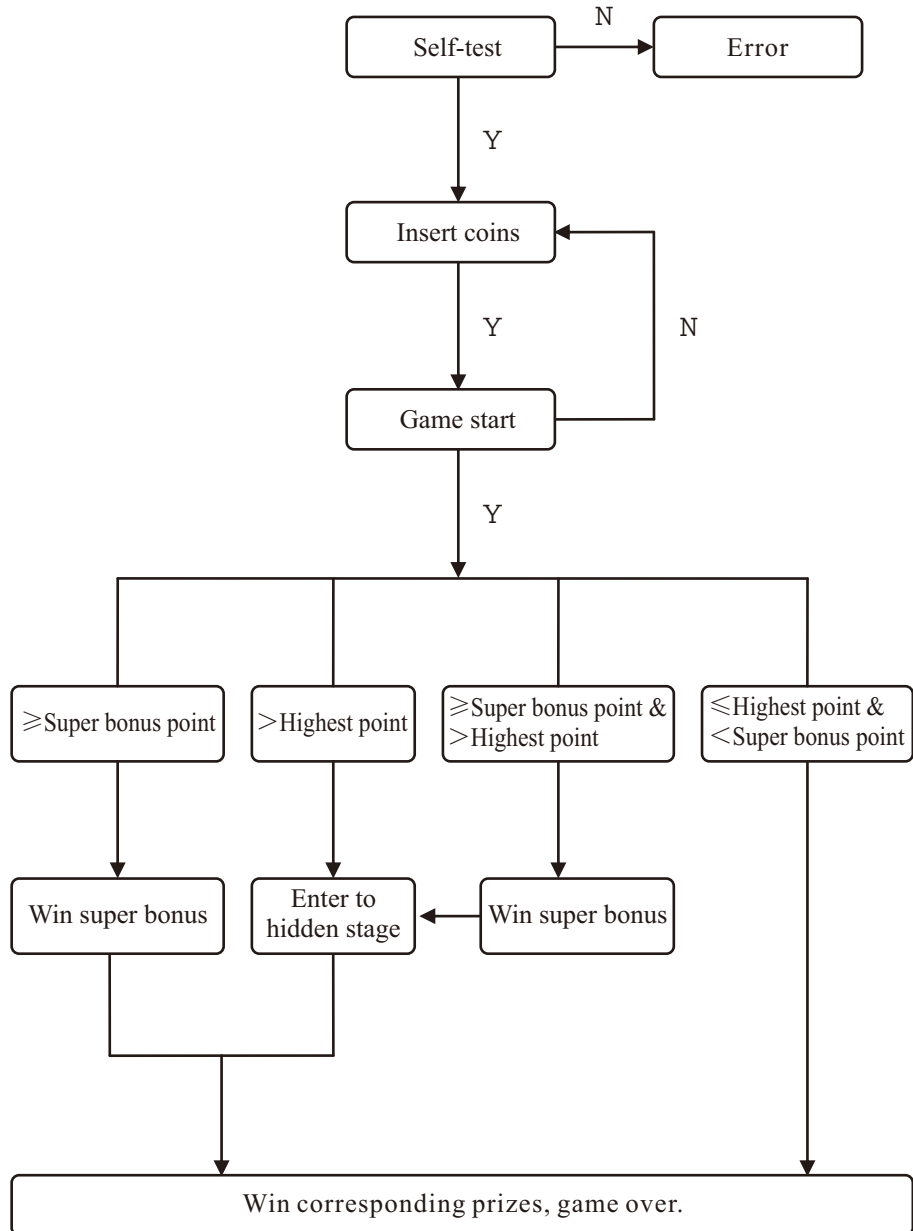 N
Self-test
Error
Y
Insert coins
Y
N
Game start
Y
≥Super bonus point
>Highest point
≥Super bonus point &
>Highest point
≤Highest point &
<Super bonus point
Win super bonus
Enter to
hidden stage
Win super bonus
Win corresponding prizes, game over.